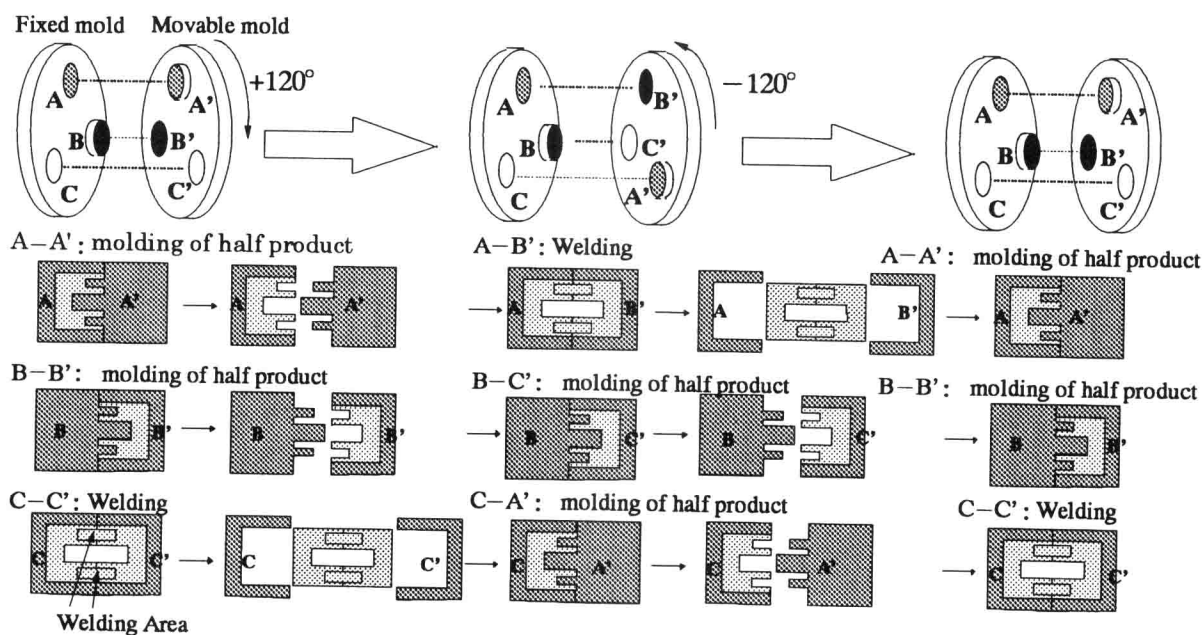 Fixed mold Movable mold
+120°
−120°
A A'
B B'
C C'
A B'
B C'
C A'
A A'
B B'
C C'
A−A' : molding of half product
A−B' : Welding
A−A' : molding of half product
A A' A A' A B' A B' A A'
B−B' : molding of half product
B−C' : molding of half product
B−B' : molding of half product
B B' B B' B C' B C' B B'
C−C' : Welding
C−A' : molding of half product
C−C' : Welding
C C' C C' C A' C A' C C'
Welding Area